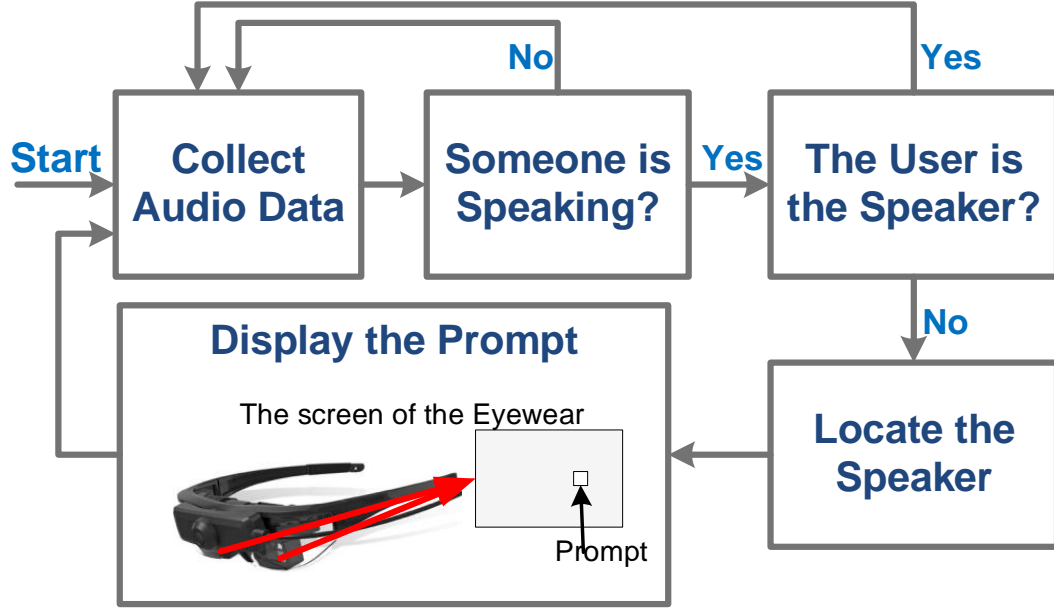 No
Yes
Start
Collect
Audio Data
Someone is
Speaking?
Yes
The User is
the Speaker?
No
Display the Prompt
The screen of the Eyewear
Prompt
Locate the
Speaker